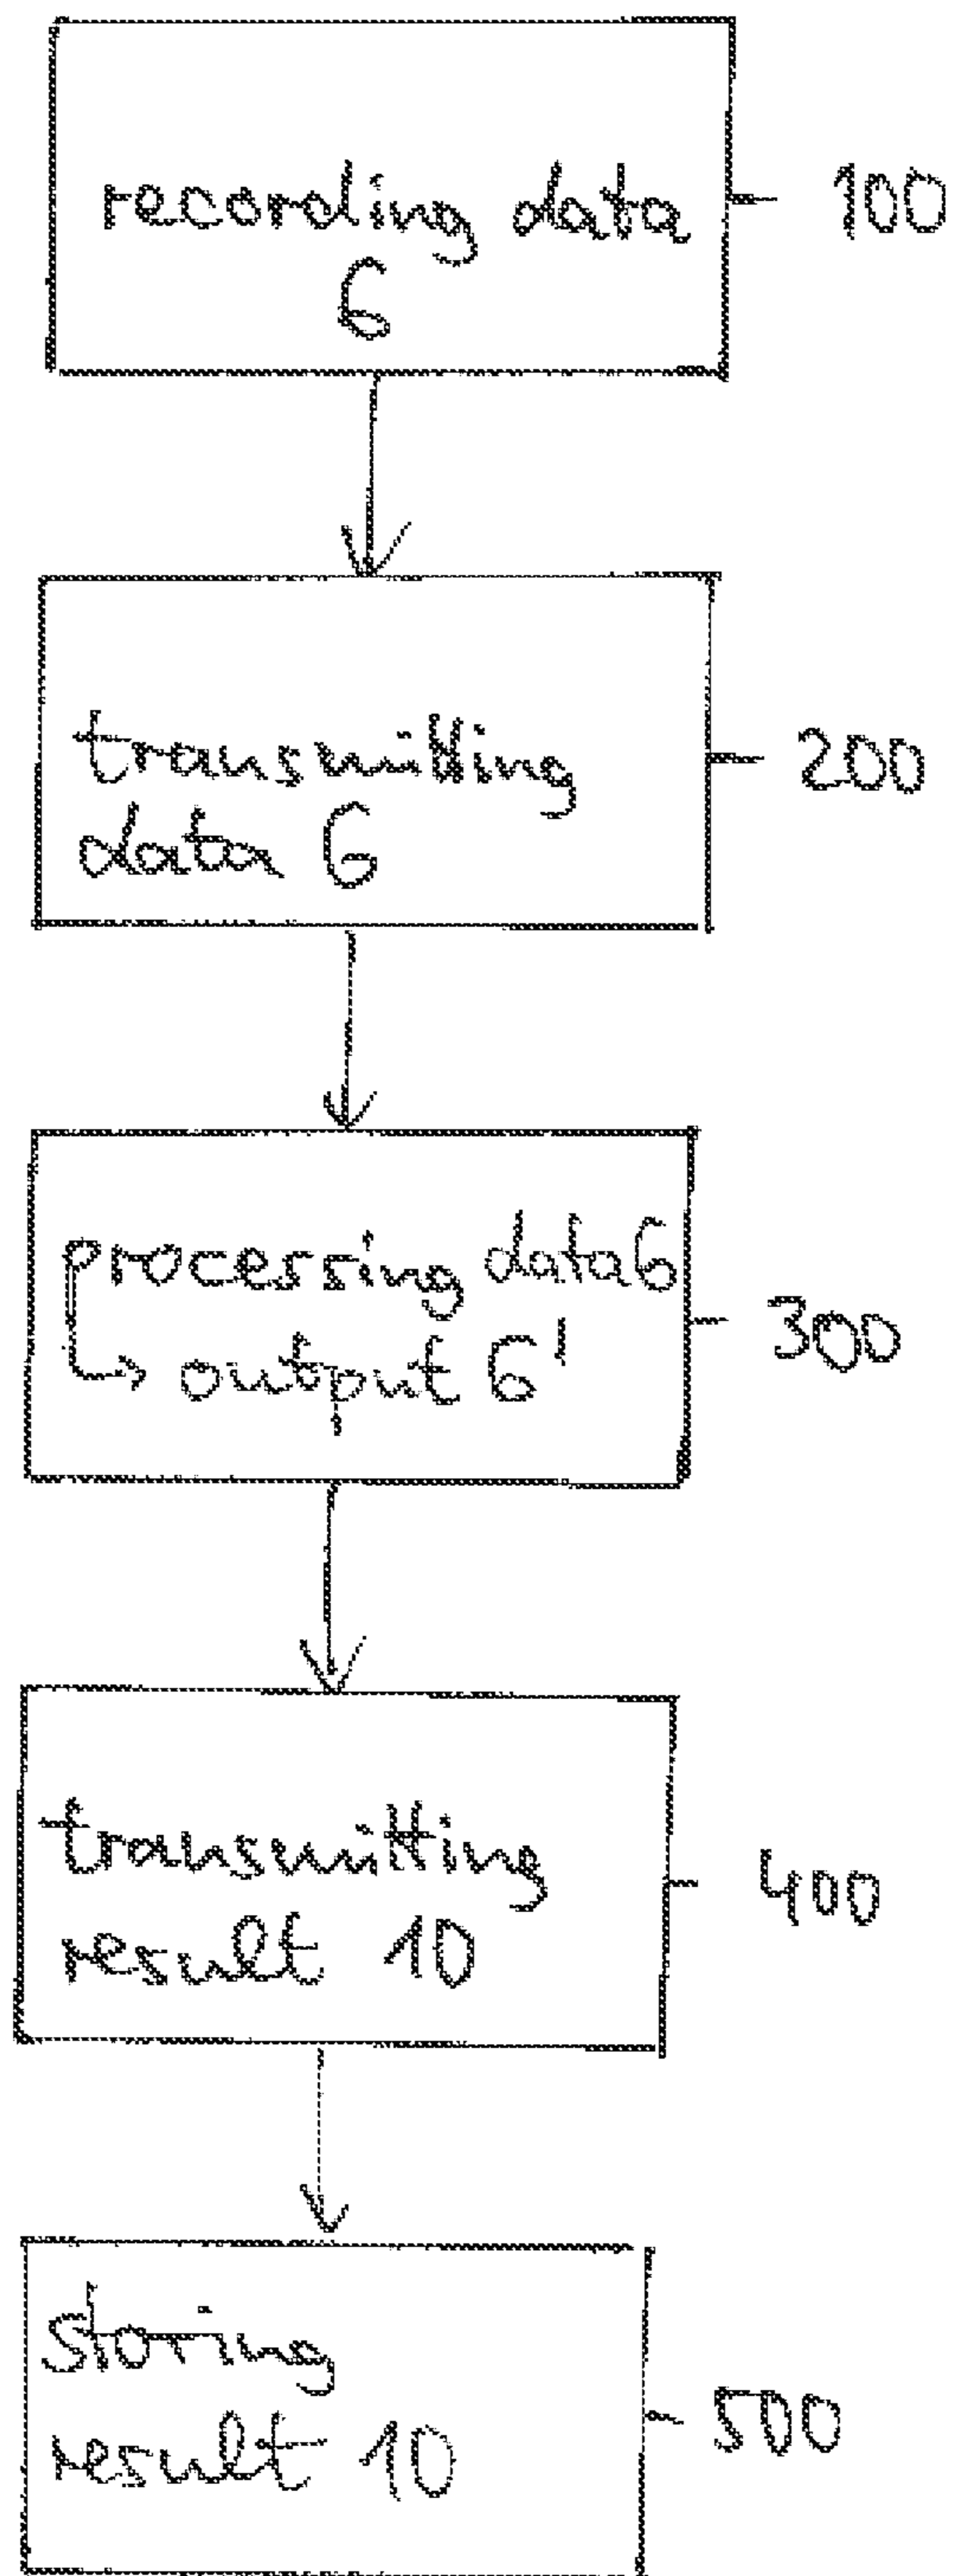 recording data
6
100
transmitting
data 6
200
processing data 6
↳ output 6'
300
transmitting
result 10
400
storing
result 10
500